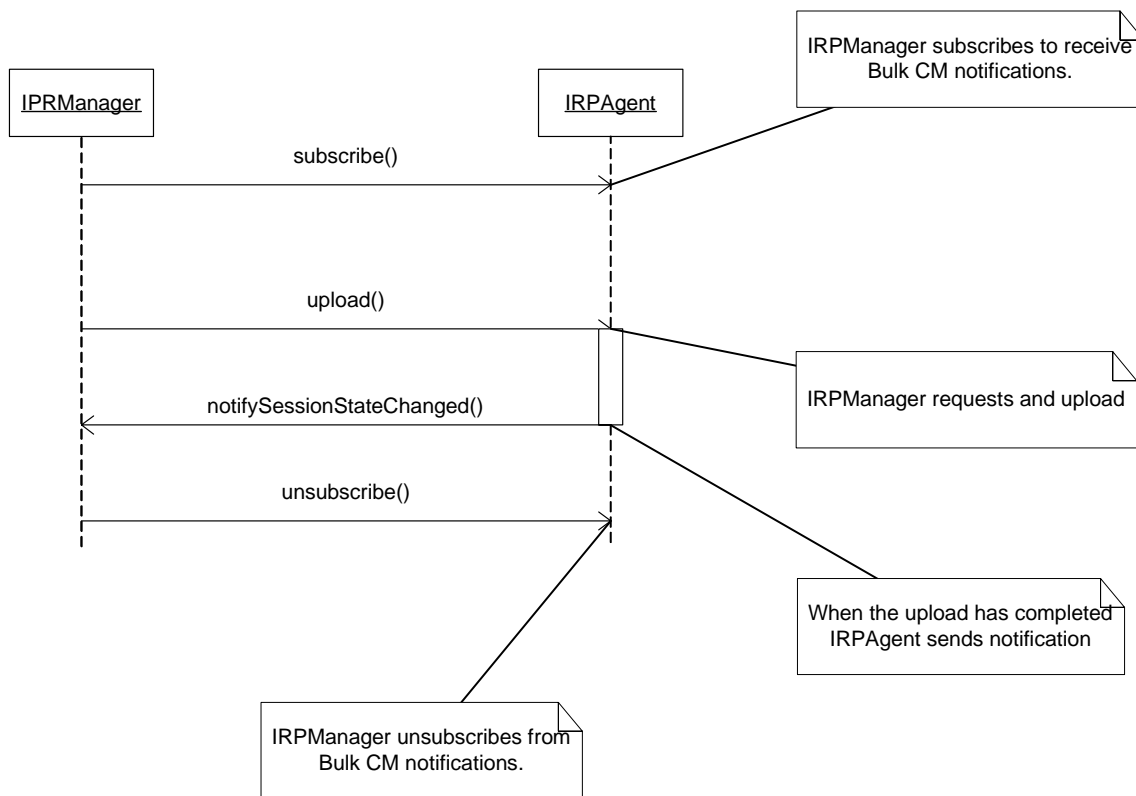 IRPManager subscribes to receive
Bulk CM notifications.
IPRManager
IRPAgent
subscribe()
upload()
IRPManager requests and upload
notifySessionStateChanged()
unsubscribe()
When the upload has completed
IRPAgent sends notification
IRPManager unsubscribes from
Bulk CM notifications.